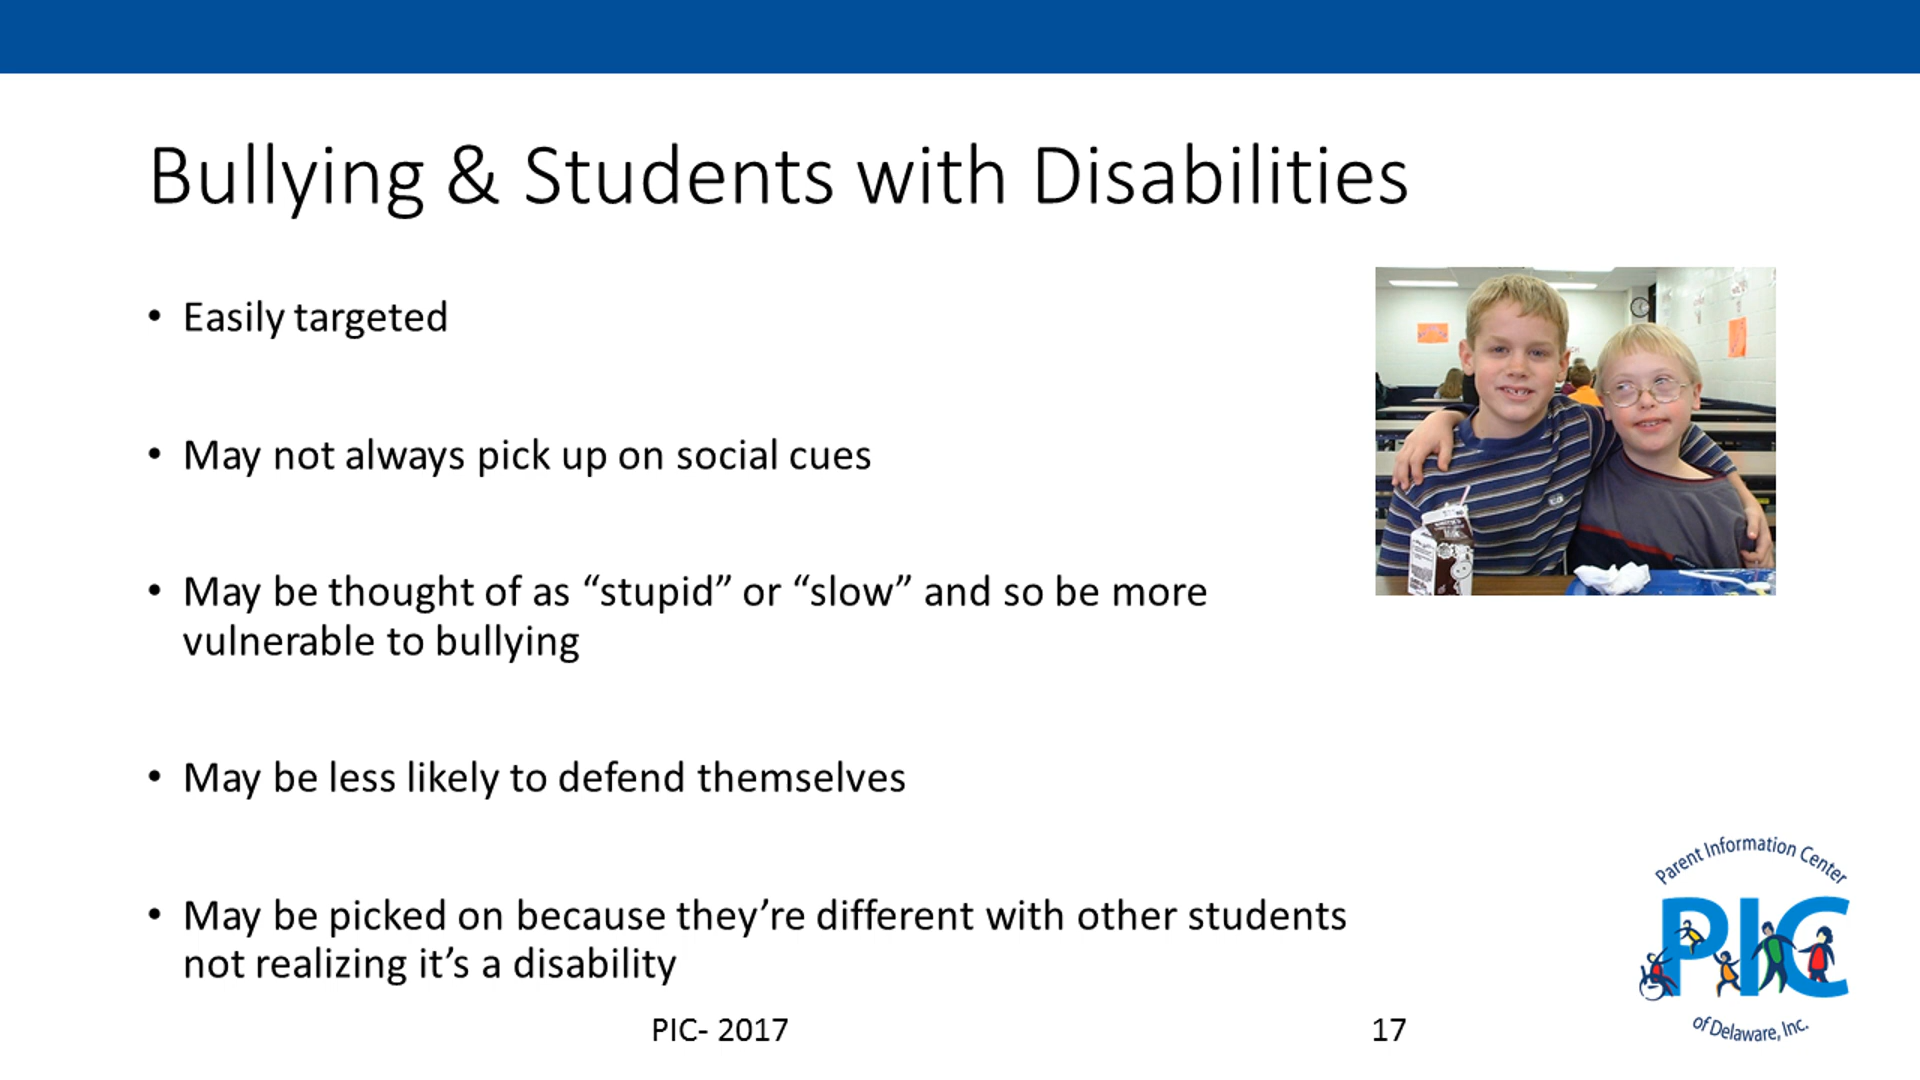 Bullying & Students with Disabilities
• Easily targeted
• May not always pick up on social cues
• May be thought of as “stupid” or “slow” and so be more
vulnerable to bullying
• May be less likely to defend themselves
• May be picked on because they’re different with other students
not realizing it’s a disability
Parent Information Center
PIC
of Delaware, Inc.
PIC- 2017
17